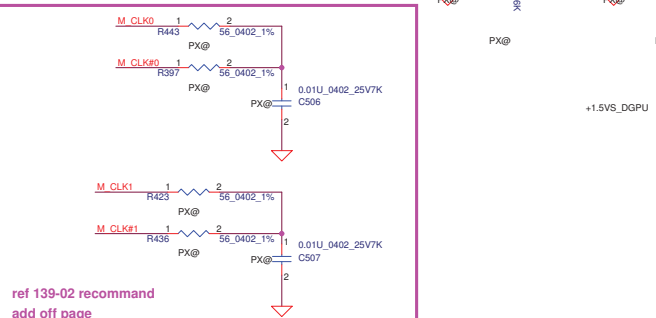 M_CLK0 1 2
R443 56_0402_1%
PX@
M_CLK#0 1 2
R397 56_0402_1%
PX@
1
0.01U_0402_25V7K
PX@ C506
2
M_CLK1 1 2
R423 56_0402_1%
PX@
M_CLK#1 1 2
R436 56_0402_1%
PX@
1
0.01U_0402_25V7K
PX@ C507
2
ref 139-02 recommand
add off page
PX@
+1.5VS_DGPU